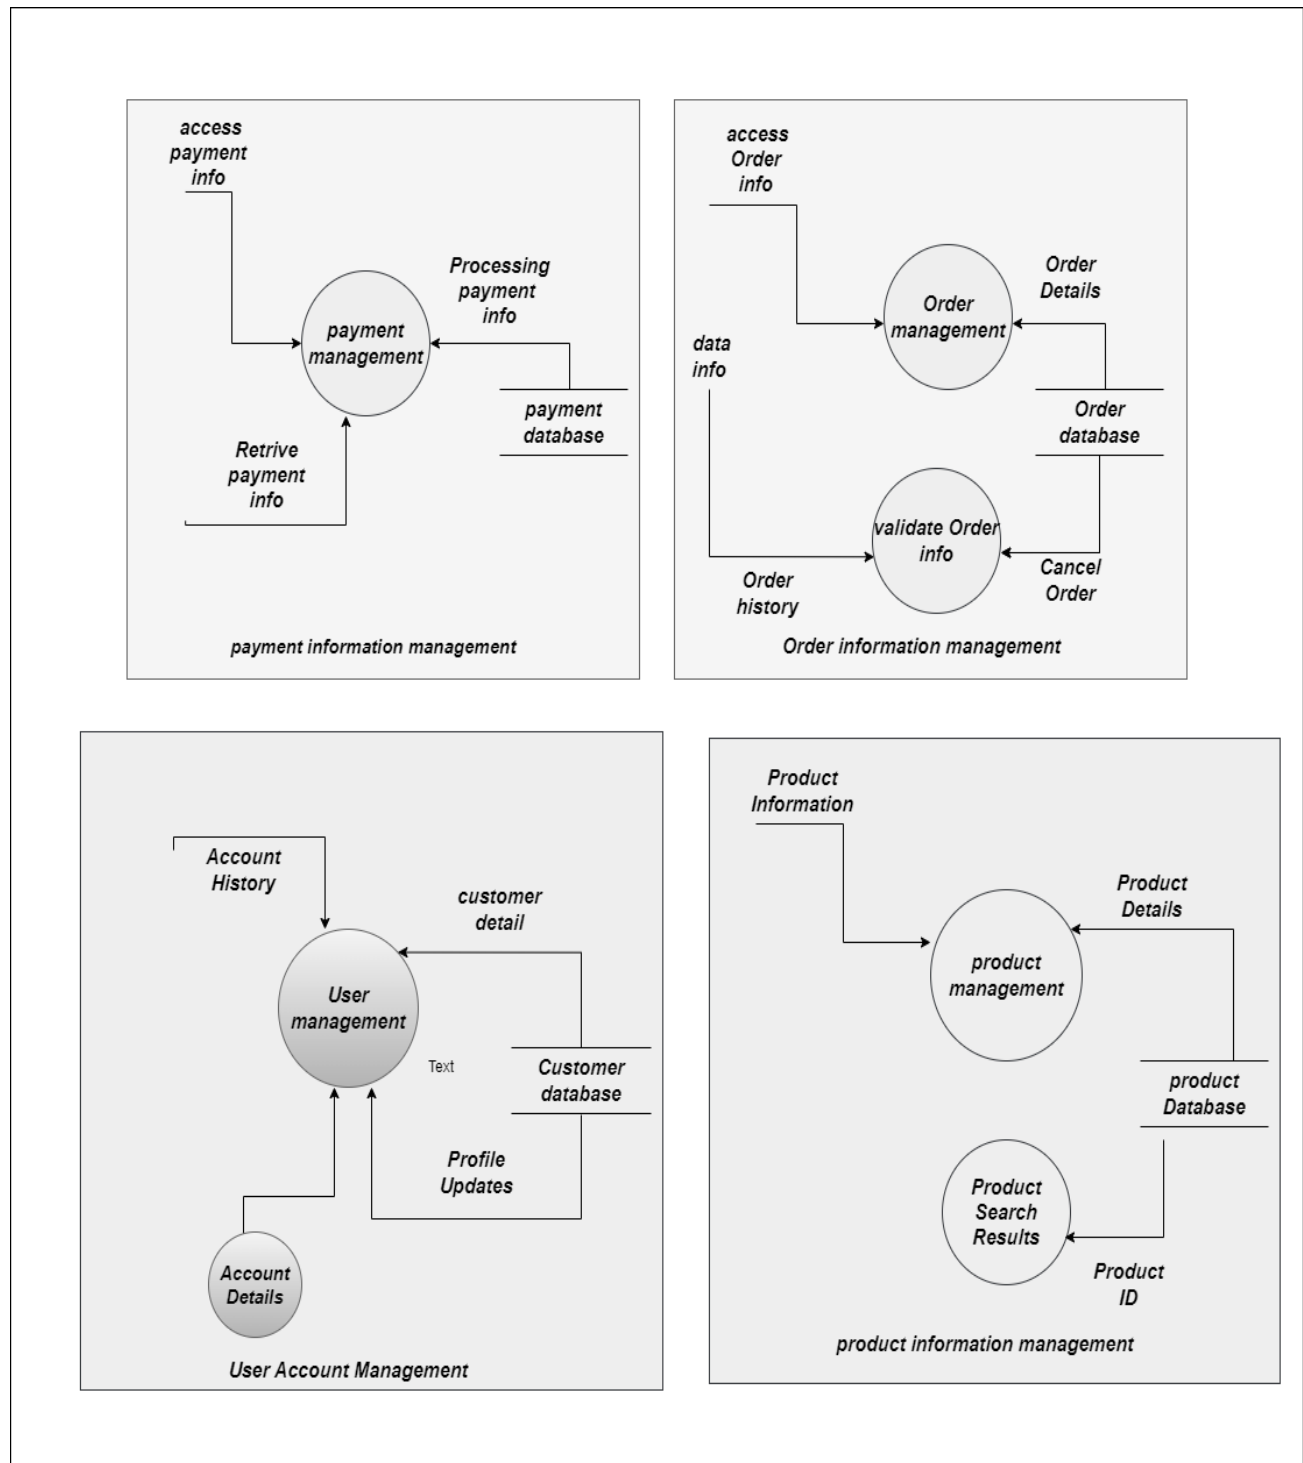 access
payment
info
Processing
payment
info
payment
management
payment
database
Retrive
payment
info
payment information management
access
Order
info
Order
Details
Order
management
data
info
Order
database
validate Order
info
Order
history
Cancel
Order
Order information management
Account
History
customer
detail
User
management
Text
Customer
database
Profile
Updates
Account
Details
User Account Management
Product
Information
Product
Details
product
management
product
Database
Product
Search
Results
Product
ID
product information management